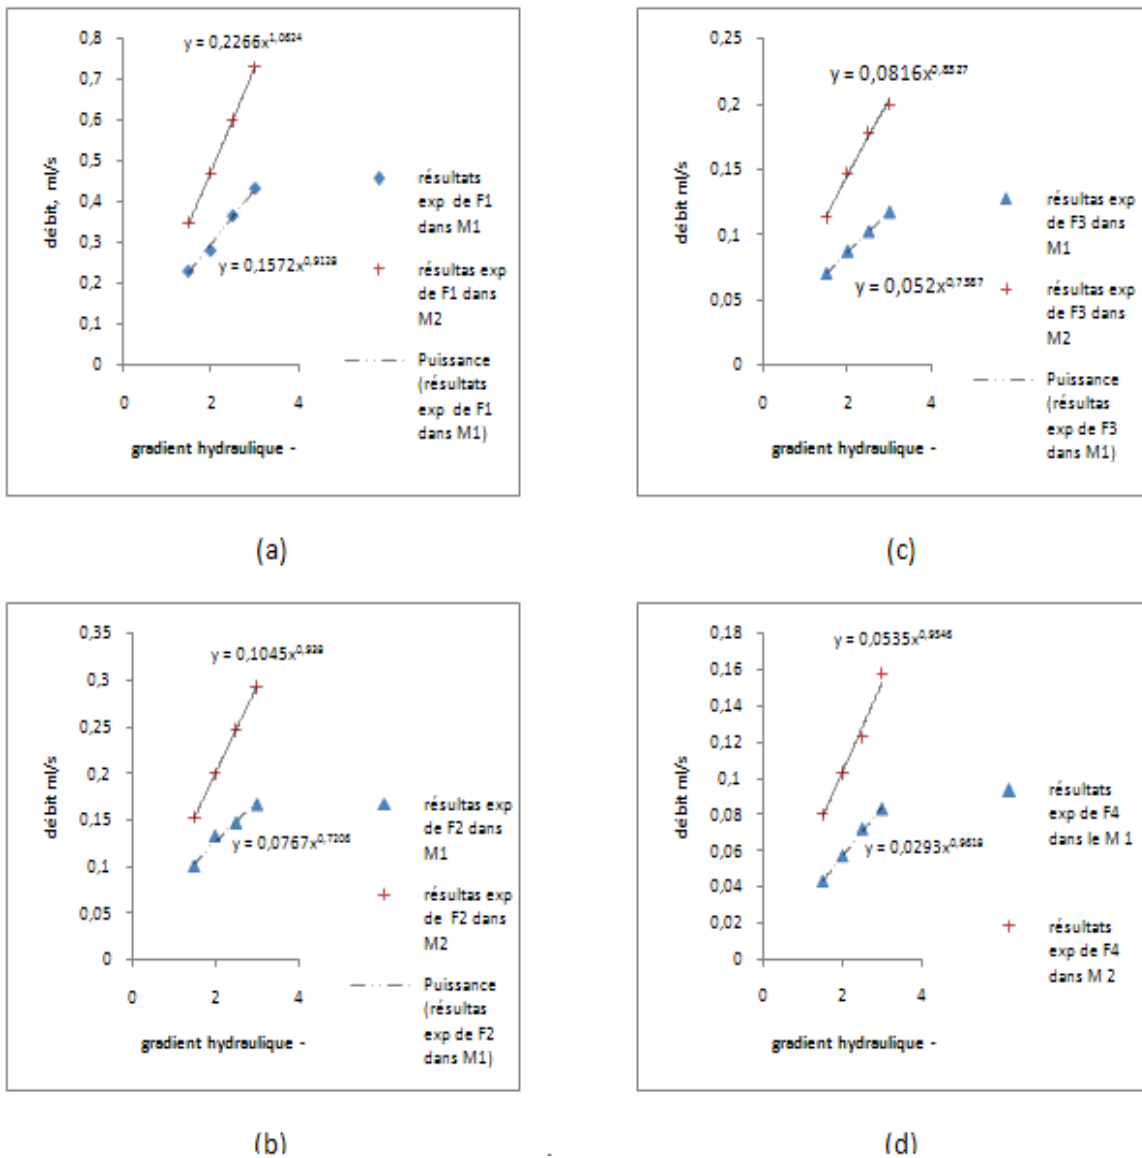 0,8
0,7
0,6
0,5
0,4
0,3
0,2
0,1
0
0
2
4
débit, ml/s
gradient hydraulique -
y = 0,2266x^1,0624
y = 0,1572x^0,9128
résultats
exp de F1
dans M1
résultas exp
de F1 dans
M2
Puissance
(résultats
exp de F1
dans M1)
(a)
0,25
0,2
0,15
0,1
0,05
0
0
2
4
débit ml/s
gradient hydraulique -
y = 0,0816x^0,8327
y = 0,052x^0,7587
résultas exp
de F3 dans
M1
résultas exp
de F3 dans
M2
Puissance
(résultas
exp de F3
dans M1)
(c)
0,35
0,3
0,25
0,2
0,15
0,1
0,05
0
0
2
4
débit ml/s
gradient hydraulique -
y = 0,1045x^0,938
y = 0,0767x^0,7206
résultas exp
de F2 dans
M1
résultas exp
de F2 dans
M2
Puissance
(résultas
exp de F2
dans M1)
(b)
0,18
0,16
0,14
0,12
0,1
0,08
0,06
0,04
0,02
0
0
2
4
débit ml/s
gradient hydraulique -
y = 0,0535x^0,9546
y = 0,0293x^0,9618
résultats
exp de F4
dans le M 1
résultats
exp de F4
dans M 2
(d)